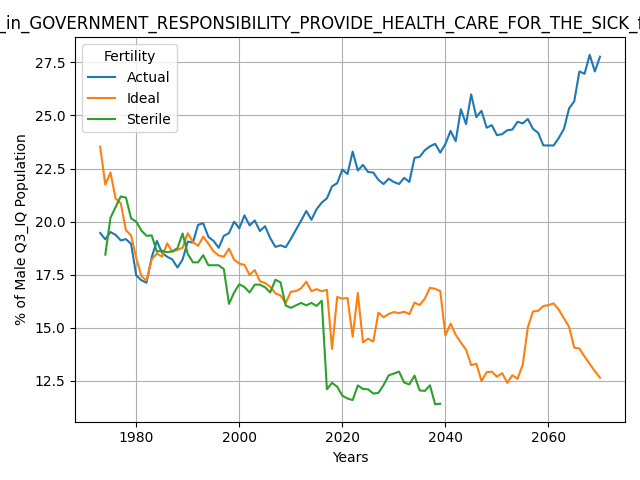 _in_GOVERNMENT_RESPONSIBILITY_PROVIDE_HEALTH_CARE_FOR_THE_SICK_
Fertility
Actual
Ideal
Sterile
% of Male Q3_IQ Population
27.5
25.0
22.5
20.0
17.5
15.0
12.5
1980
2000
2020
2040
2060
Years